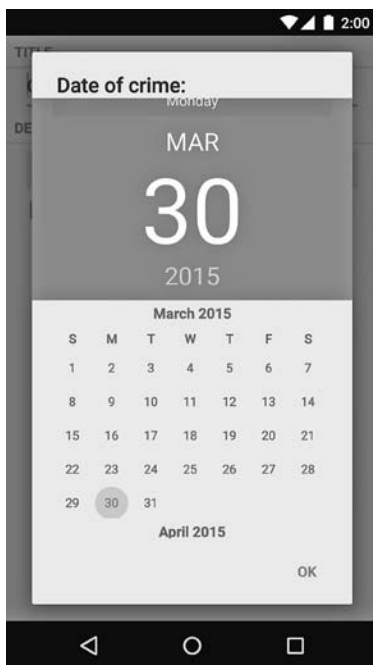 2:00
Date of crime:
Monday
MAR
30
2015
March 2015
S M T W T F S
1 2 3 4 5 6 7
8 9 10 11 12 13 14
15 16 17 18 19 20 21
22 23 24 25 26 27 28
29 30 31
April 2015
OK